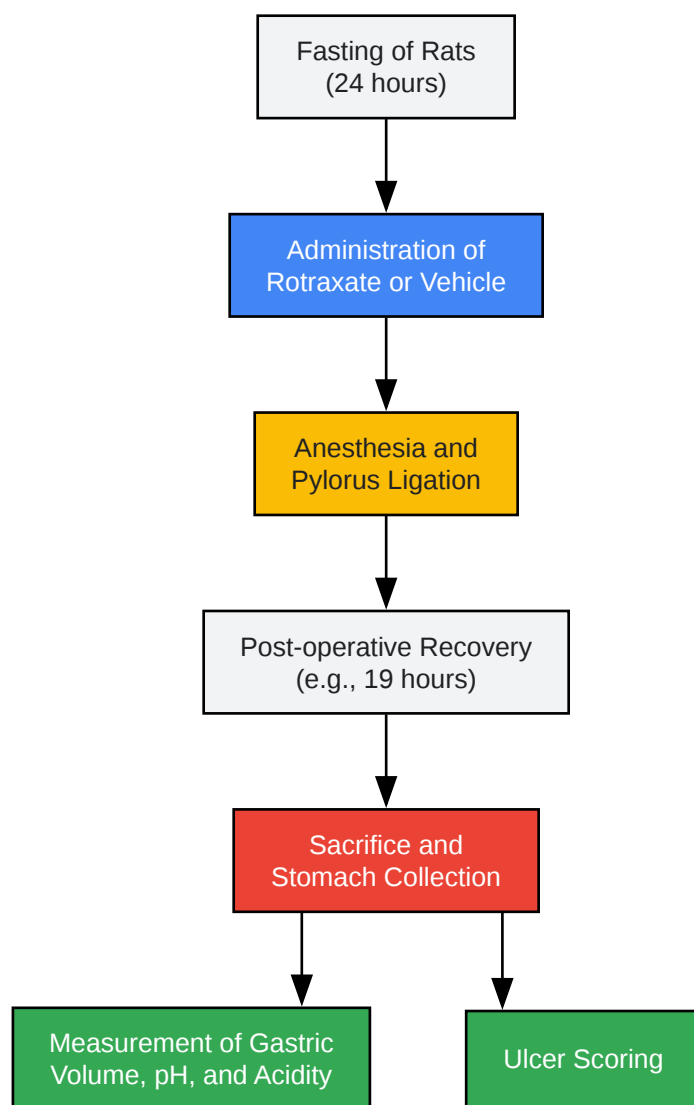 Fasting of Rats
(24 hours)
Administration of
Rotraxate or Vehicle
Anesthesia and
Pylorus Ligation
Post-operative Recovery
(e.g., 19 hours)
Sacrifice and
Stomach Collection
Measurement of Gastric
Volume, pH, and Acidity
Ulcer Scoring